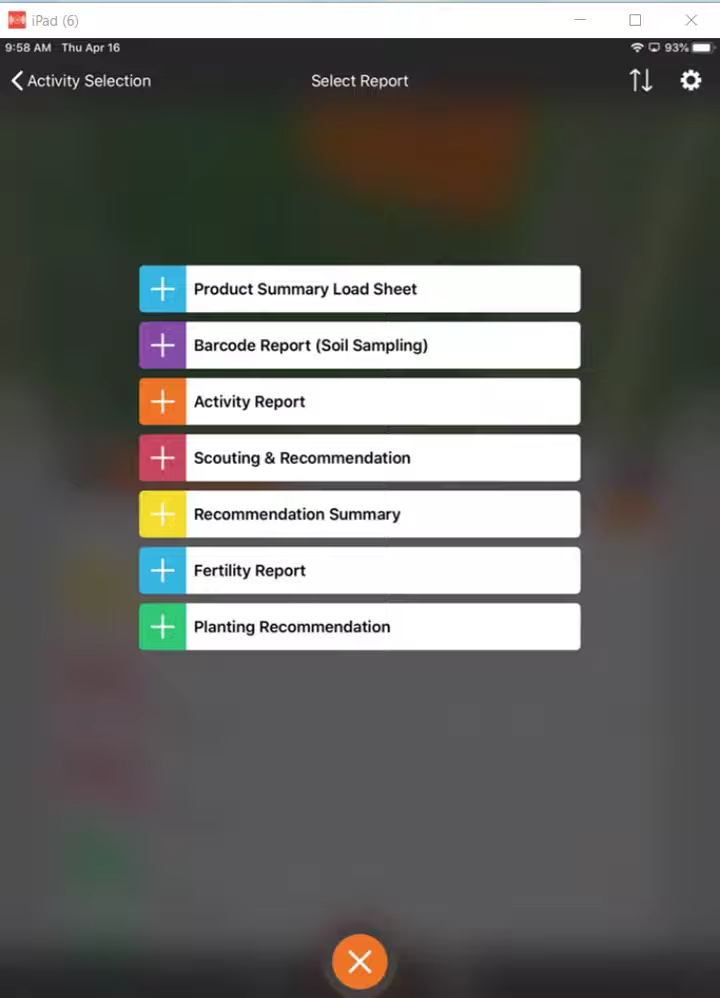 iPad (6)
9:58 AM Thu Apr 16 93%
Activity Selection Select Report
Product Summary Load Sheet
Barcode Report (Soil Sampling)
Activity Report
Scouting & Recommendation
Recommendation Summary
Fertility Report
Planting Recommendation